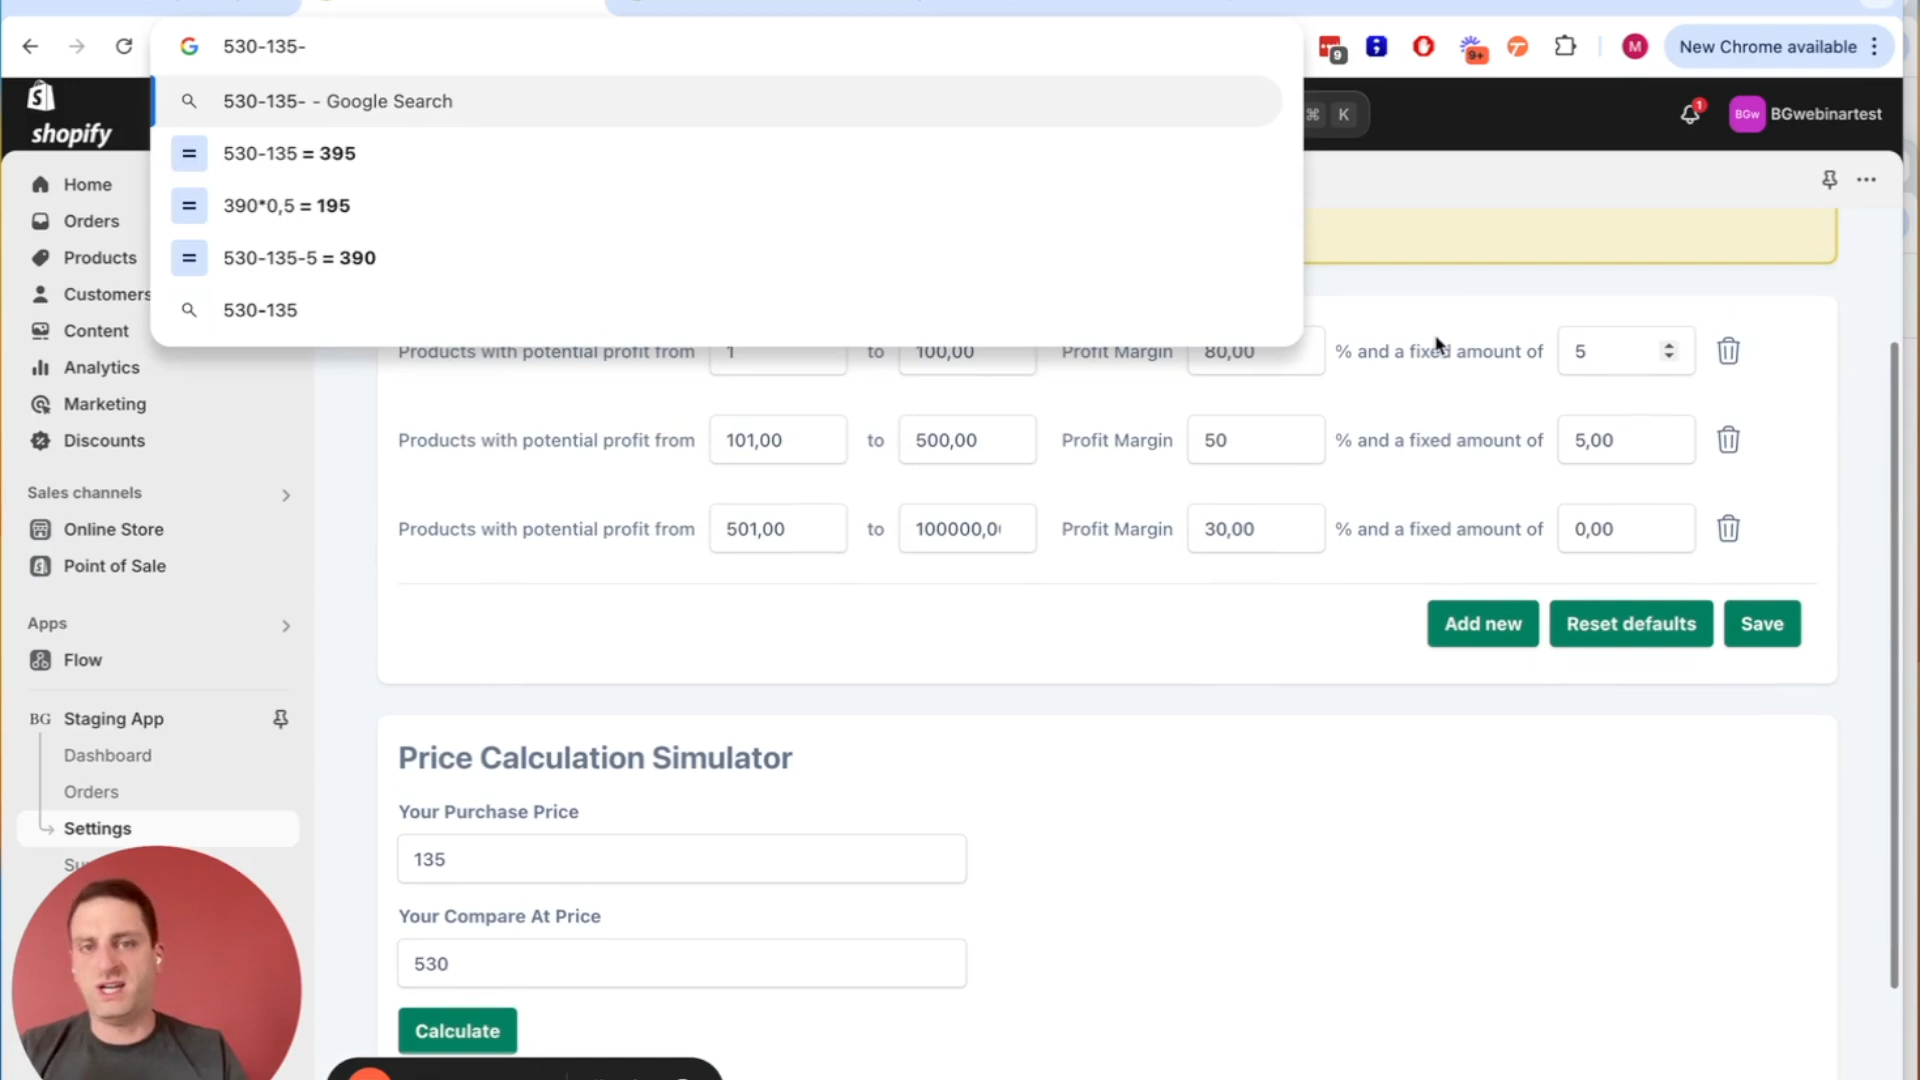 530-135-
9
9+
M
New Chrome available
530-135- - Google Search
shopify
⌘ K
1
BGw
BGwebinartest
530-135 = 395
390*0,5 = 195
530-135-5 = 390
530-135
Home
Orders
Products
Customers
Content
Analytics
Marketing
Discounts
Sales channels
Online Store
Point of Sale
Apps
Flow
BG Staging App
Dashboard
Orders
Settings
Products with potential profit from 1 to 100,00 Profit Margin 80,00 % and a fixed amount of 5
Products with potential profit from 101,00 to 500,00 Profit Margin 50 % and a fixed amount of 5,00
Products with potential profit from 501,00 to 100000,0 Profit Margin 30,00 % and a fixed amount of 0,00
Add new
Reset defaults
Save
Price Calculation Simulator
Your Purchase Price
135
Your Compare At Price
530
Calculate